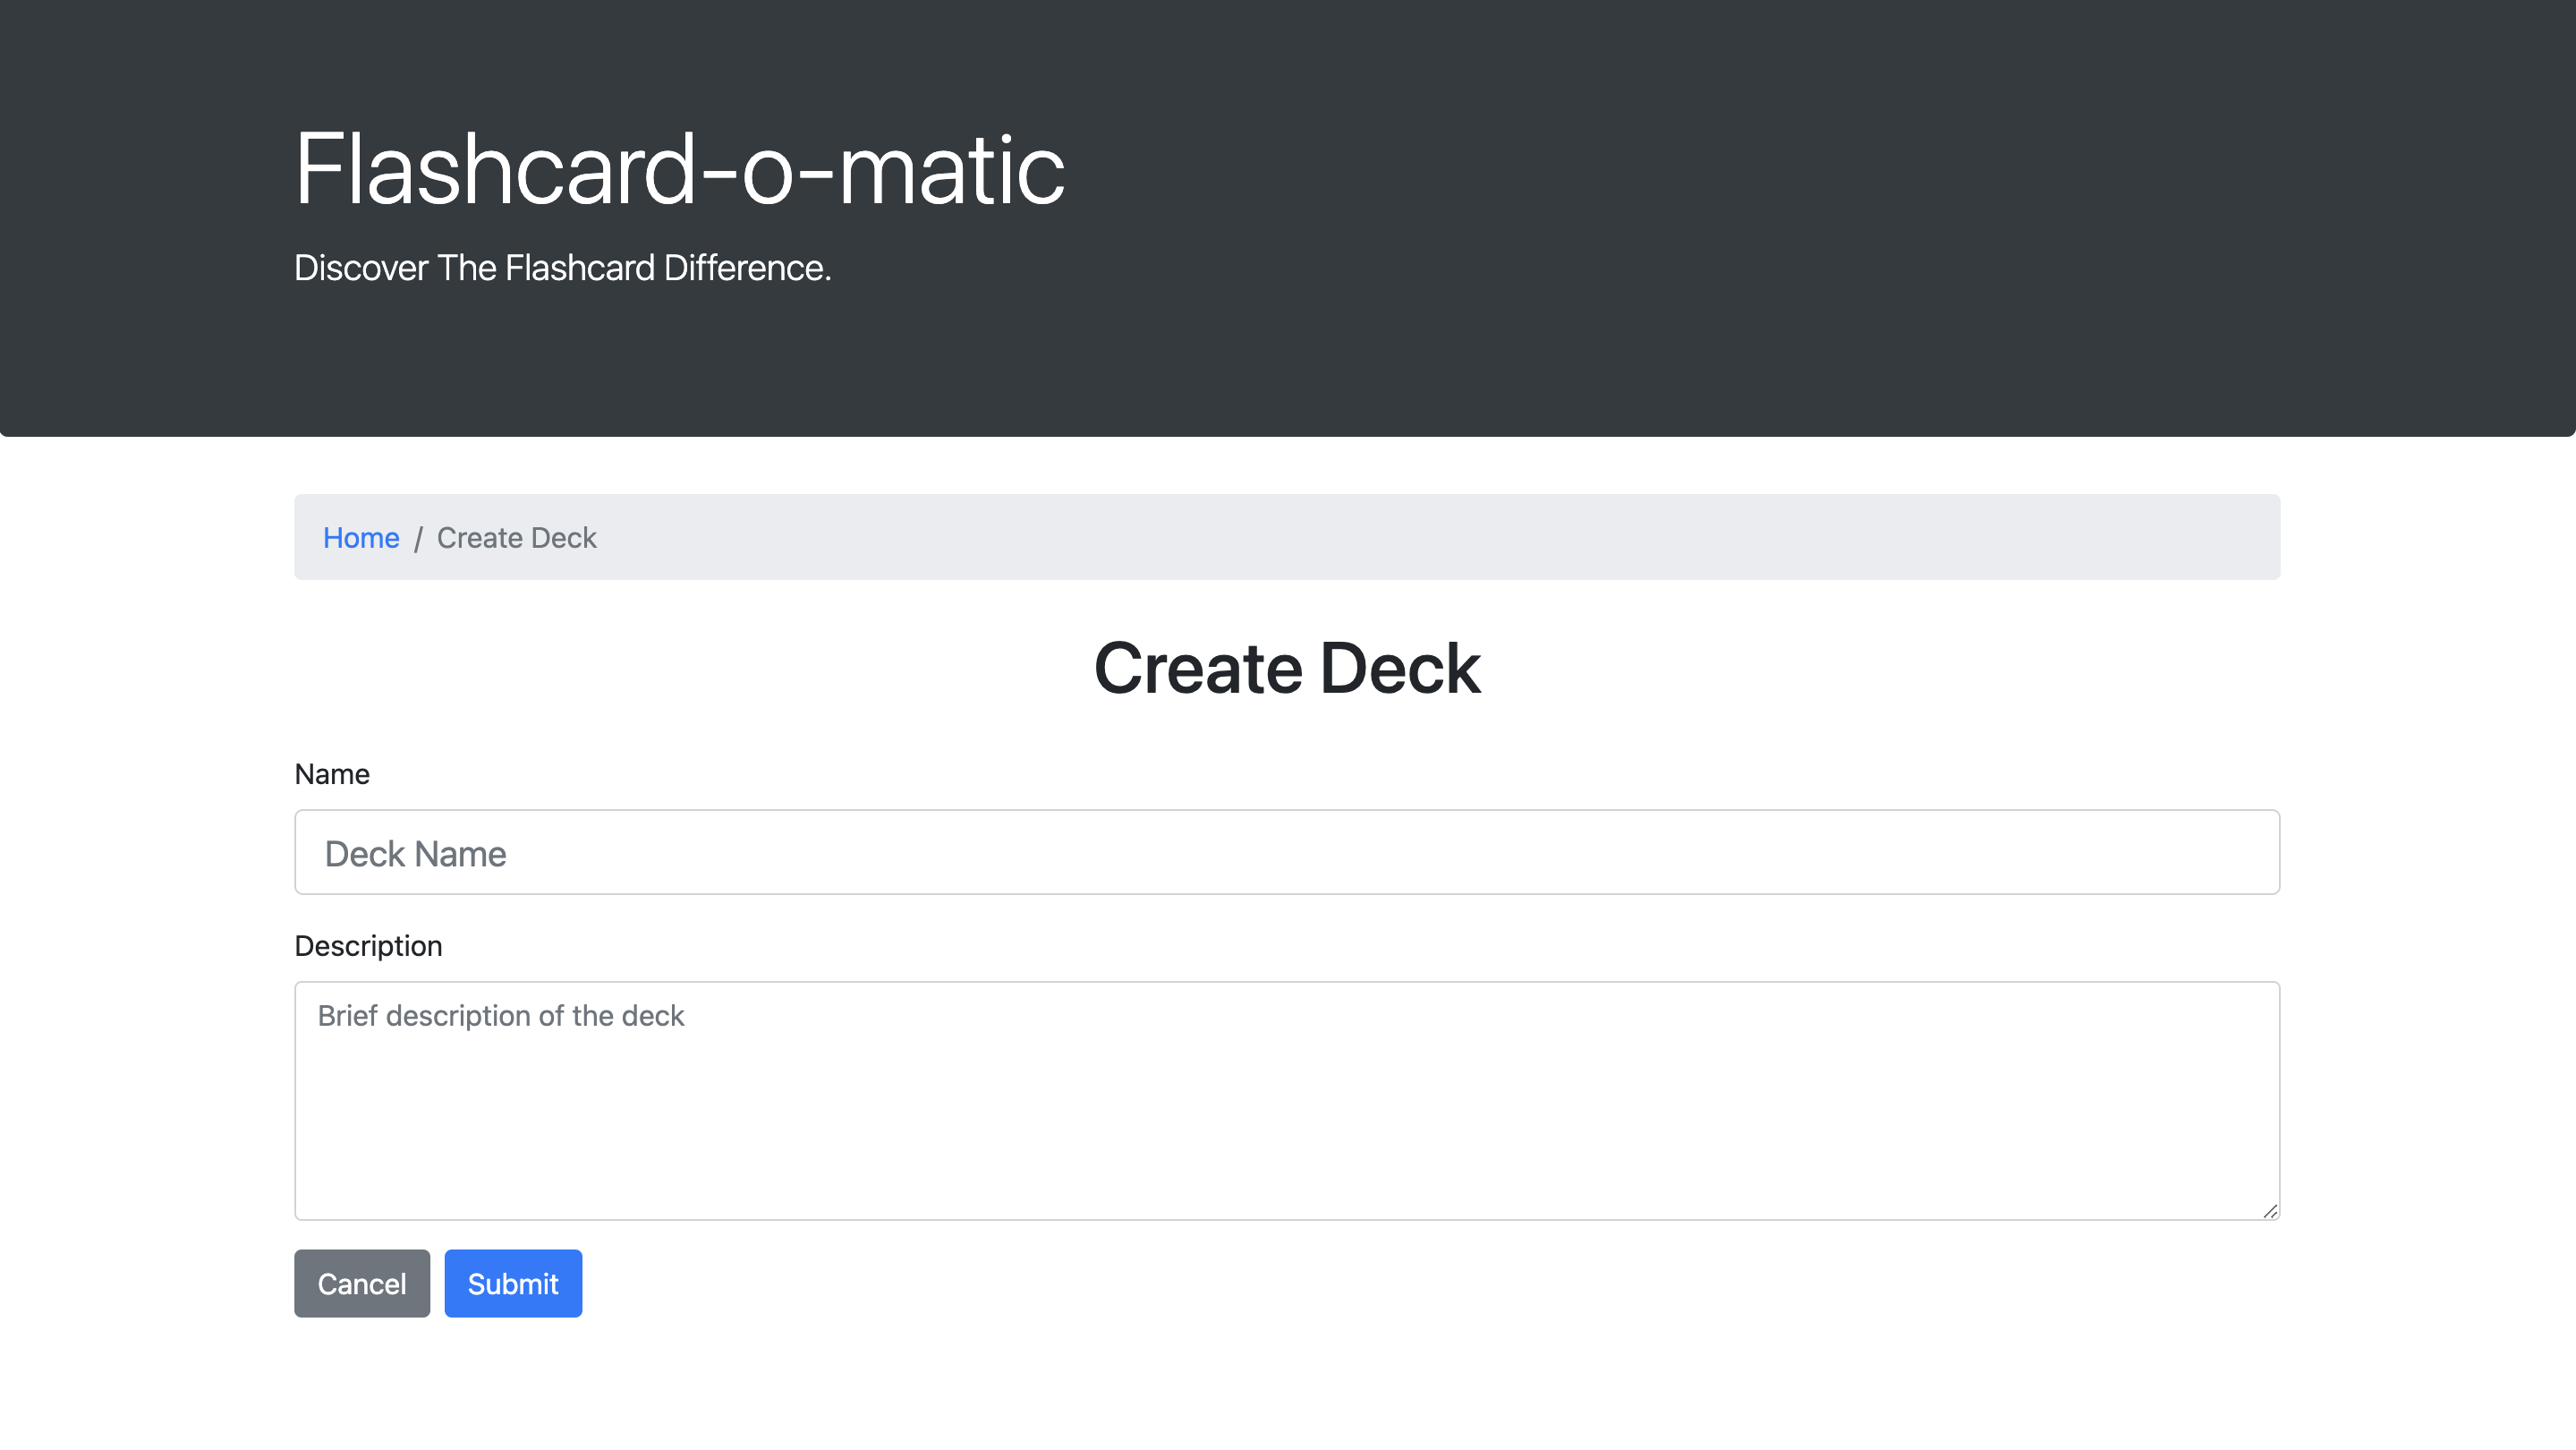 Flashcard-o-matic
Discover The Flashcard Difference.
Home / Create Deck
Create Deck
Name
Deck Name
Description
Brief description of the deck
Cancel Submit